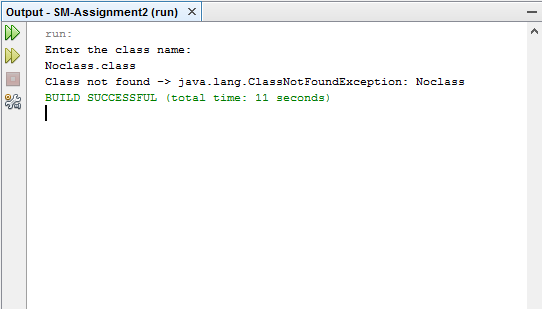 Output - SM-Assignment2 (run)
run:
Enter the class name:
Noclass.class
Class not found -> java.lang.ClassNotFoundException: Noclass
BUILD SUCCESSFUL (total time: 11 seconds)